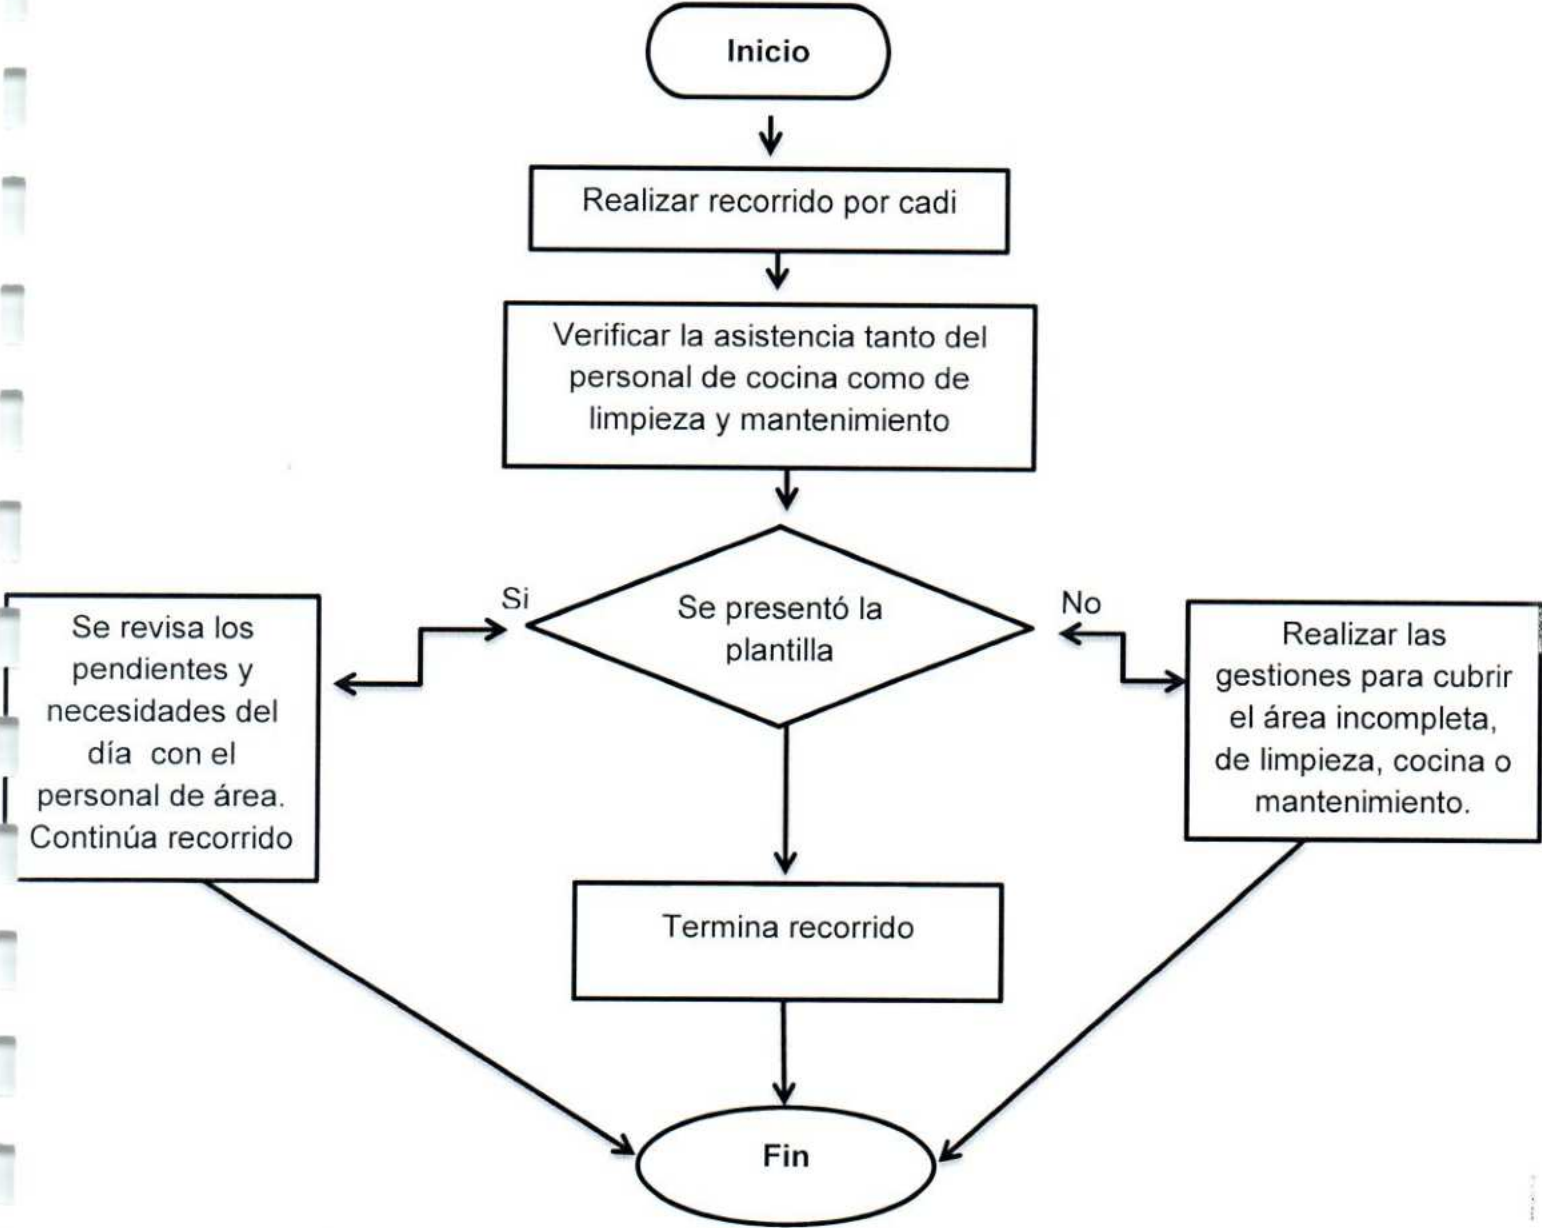 Inicio
Realizar recorrido por cadi
Verificar la asistencia tanto del
personal de cocina como de
limpieza y mantenimiento
Si
Se presentó la
plantilla
No
Se revisa los
pendientes y
necesidades del
día con el
personal de área.
Continúa recorrido
Realizar las
gestiones para cubrir
el área incompleta,
de limpieza, cocina o
mantenimiento.
Termina recorrido
Fin